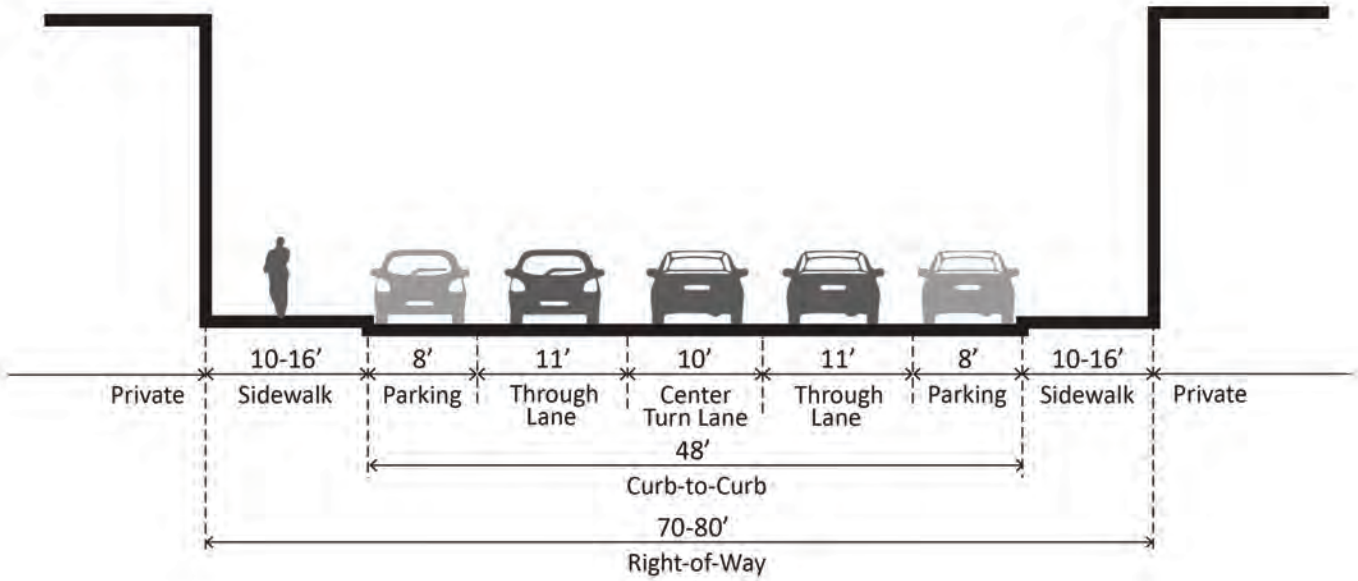 10-16’ 8’ 11’ 10’ 11’ 8’ 10-16’
Private Sidewalk Parking Through Center Through Parking Sidewalk Private
Lane Turn Lane Lane
48’
Curb-to-Curb
70-80’
Right-of-Way